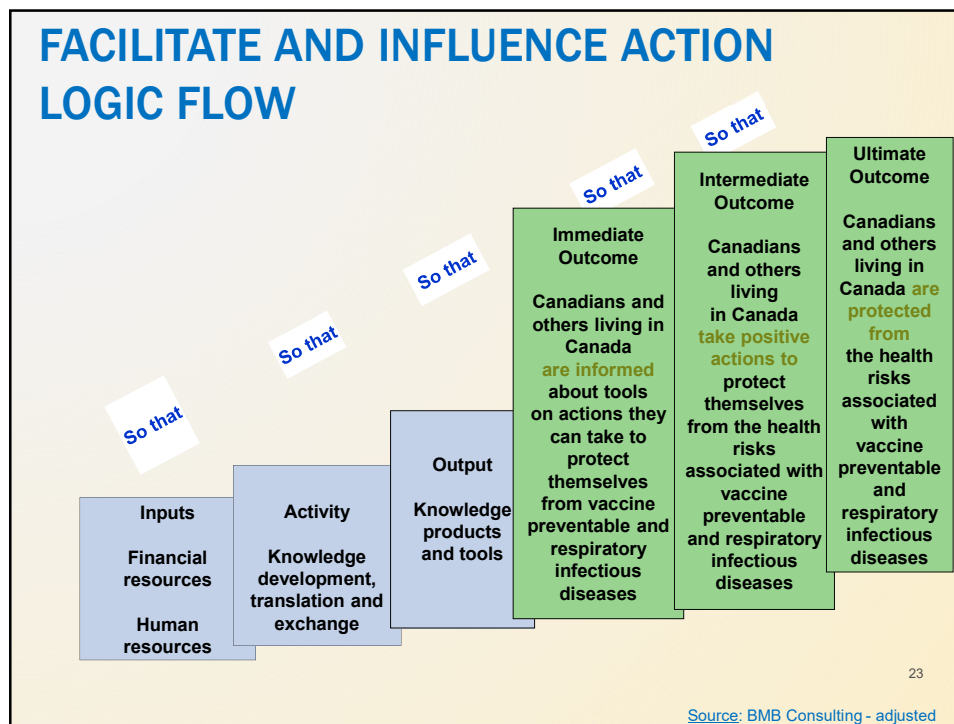 FACILITATE AND INFLUENCE ACTION
LOGIC FLOW
So that
So that
So that
So that
So that
Inputs
Financial
resources
Human
resources
Activity
Knowledge
development,
translation and
exchange
Output
Knowledge
products
and tools
Immediate
Outcome
Canadians and
others living in
Canada
are informed
about tools
on actions they
can take to
protect
themselves
from vaccine
preventable and
respiratory
infectious
diseases
Intermediate
Outcome
Canadians
and others
living
in Canada
take positive
actions to
protect
themselves
from the health
risks
associated with
vaccine
preventable
and respiratory
infectious
diseases
Ultimate
Outcome
Canadians
and others
living in
Canada are
protected
from
the health
risks
associated
with
vaccine
preventable
and
respiratory
infectious
diseases
23
Source: BMB Consulting - adjusted